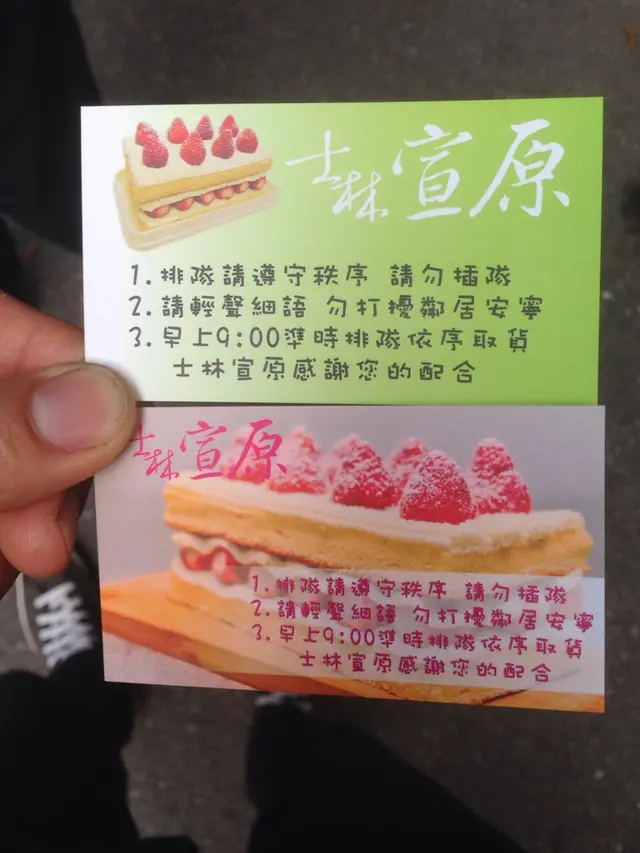 士林宣原
1.排隊請遵守秩序 請勿插隊
2.請輕聲細語 勿打擾鄰居安寧
3.早上9:00準時排隊依序取貨
士林宣原感謝您的配合
士林宣原
1.排隊請遵守秩序 請勿插隊
2.請輕聲細語 勿打擾鄰居安寧
3.早上9:00準時排隊依序取貨
士林宣原感謝您的配合